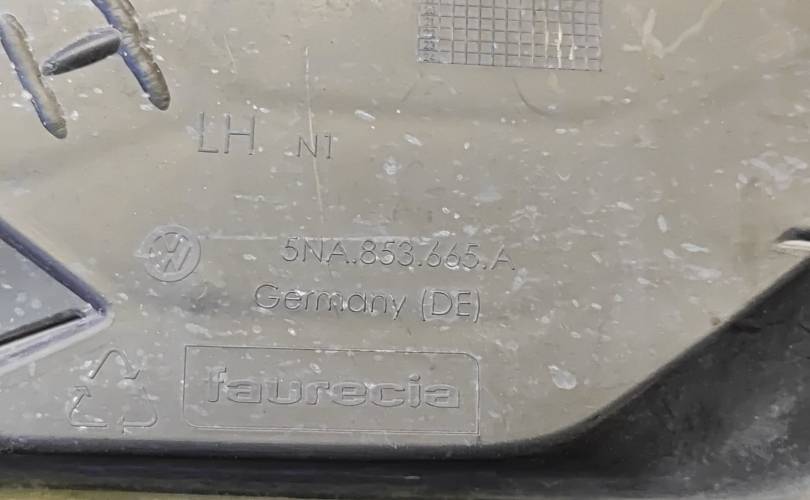 H
LH N1
5NA.853.665.A
Germany (DE)
faurecia